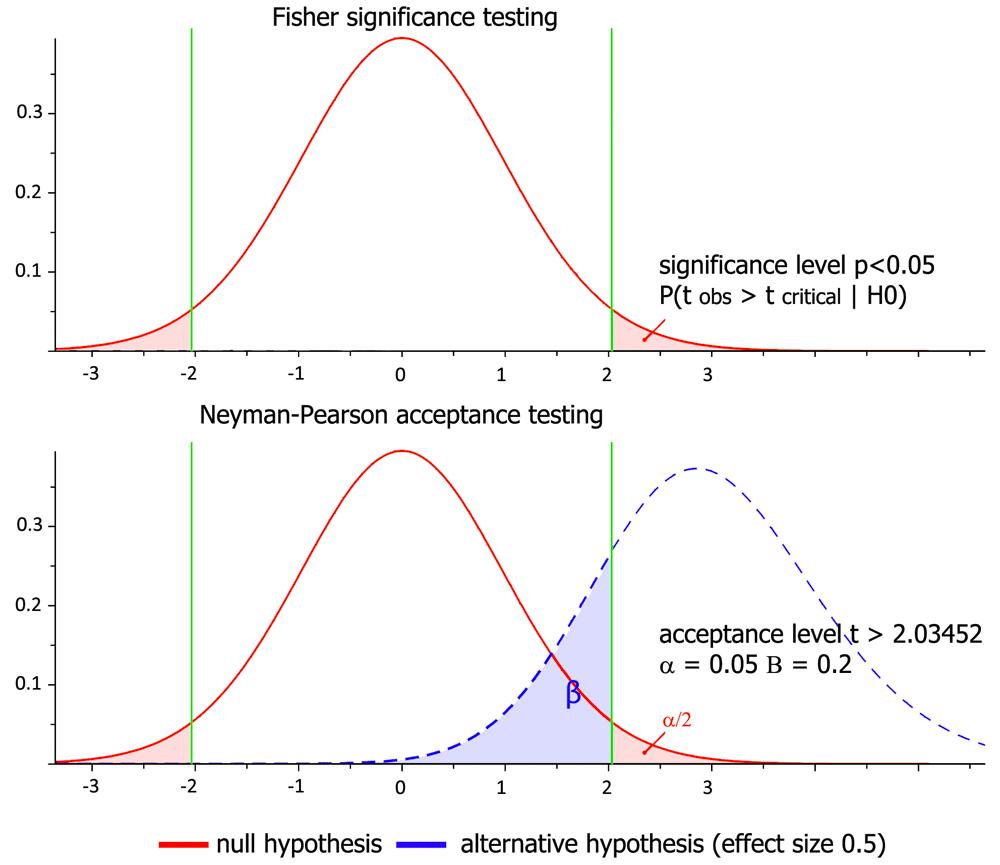 Fisher significance testing
0.3
0.2
0.1
significance level p<0.05
P(t obs > t critical | H0)
-3 -2 -1 0 1 2 3
Neyman-Pearson acceptance testing
0.3
0.2
0.1
acceptance level t > 2.03452
α = 0.05 B = 0.2
β
α/2
-3 -2 -1 0 1 2 3
null hypothesis alternative hypothesis (effect size 0.5)